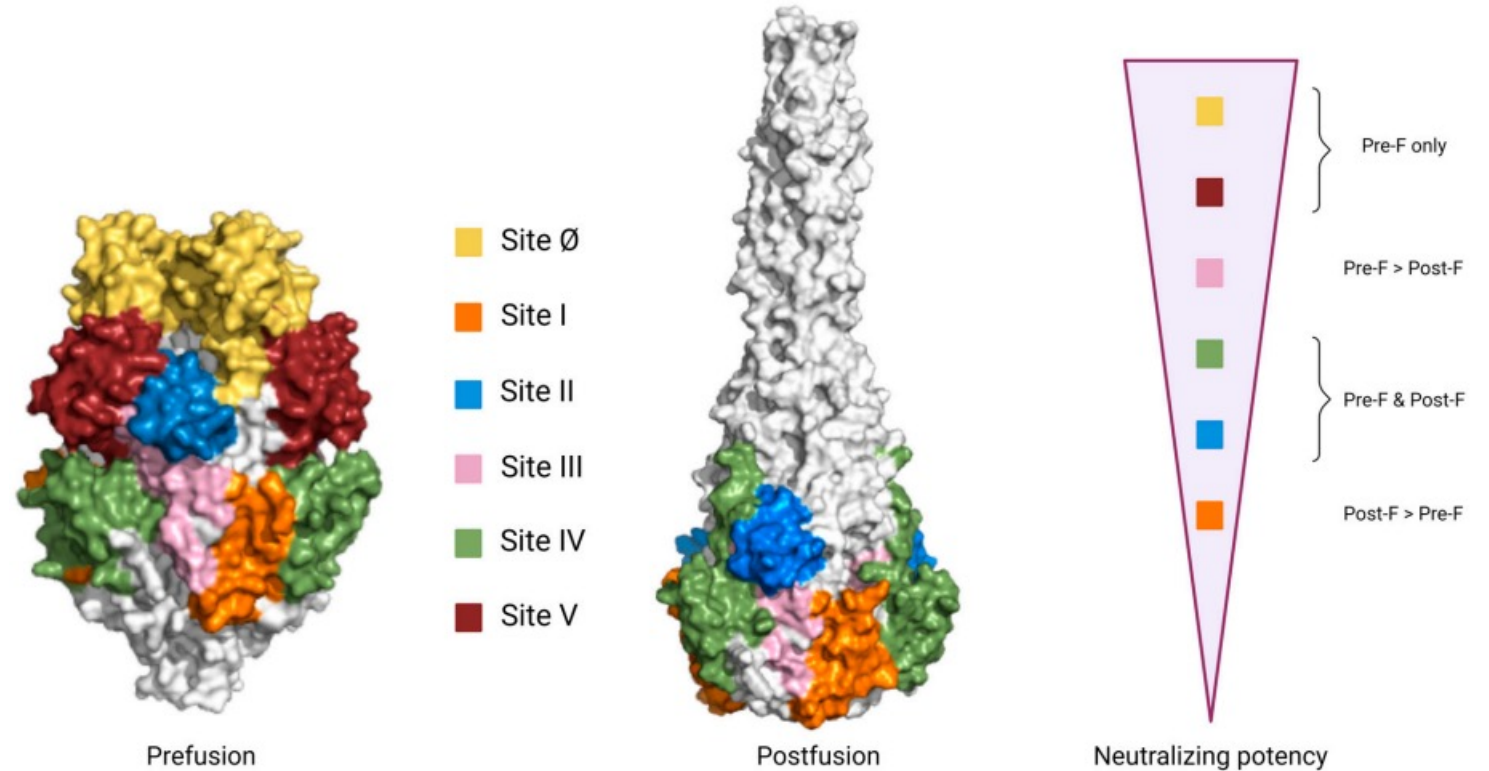 Site Ø
Site I
Site II
Site III
Site IV
Site V
Prefusion
Postfusion
Pre-F only
Pre-F > Post-F
Pre-F & Post-F
Post-F > Pre-F
Neutralizing potency